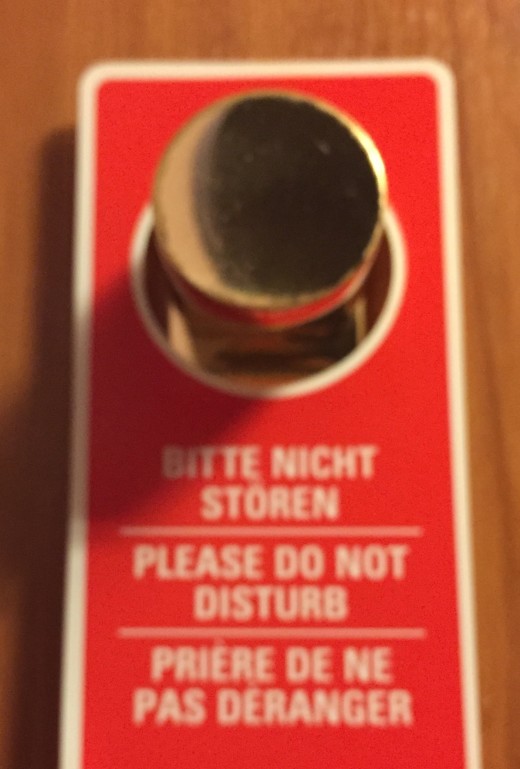 BITTE NICHT
STÖREN
PLEASE DO NOT
DISTURB
PRIÈRE DE NE
PAS DÉRANGER